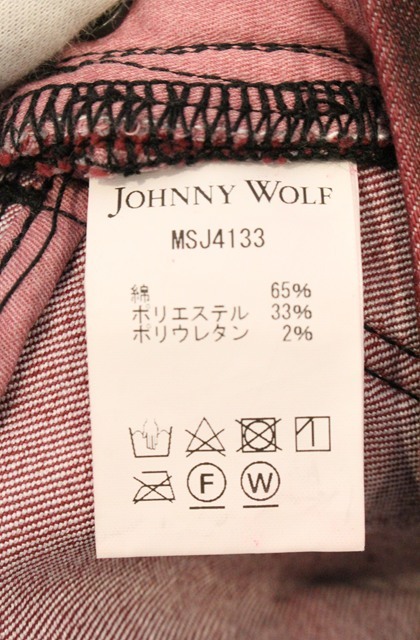 JOHNNY WOLF
MSJ4133
綿 65%
ポリエステル 33%
ポリウレタン 2%
F W